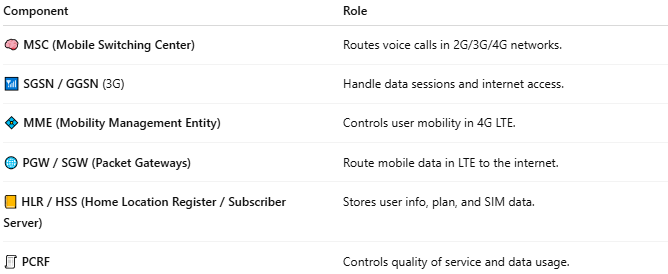 Component Role
🧠 MSC (Mobile Switching Center) Routes voice calls in 2G/3G/4G networks.
📶 SGSN / GGSN (3G) Handle data sessions and internet access.
💠 MME (Mobility Management Entity) Controls user mobility in 4G LTE.
🌐 PGW / SGW (Packet Gateways) Route mobile data in LTE to the internet.
📒 HLR / HSS (Home Location Register / Subscriber Stores user info, plan, and SIM data.
Server)
🧾 PCRF Controls quality of service and data usage.